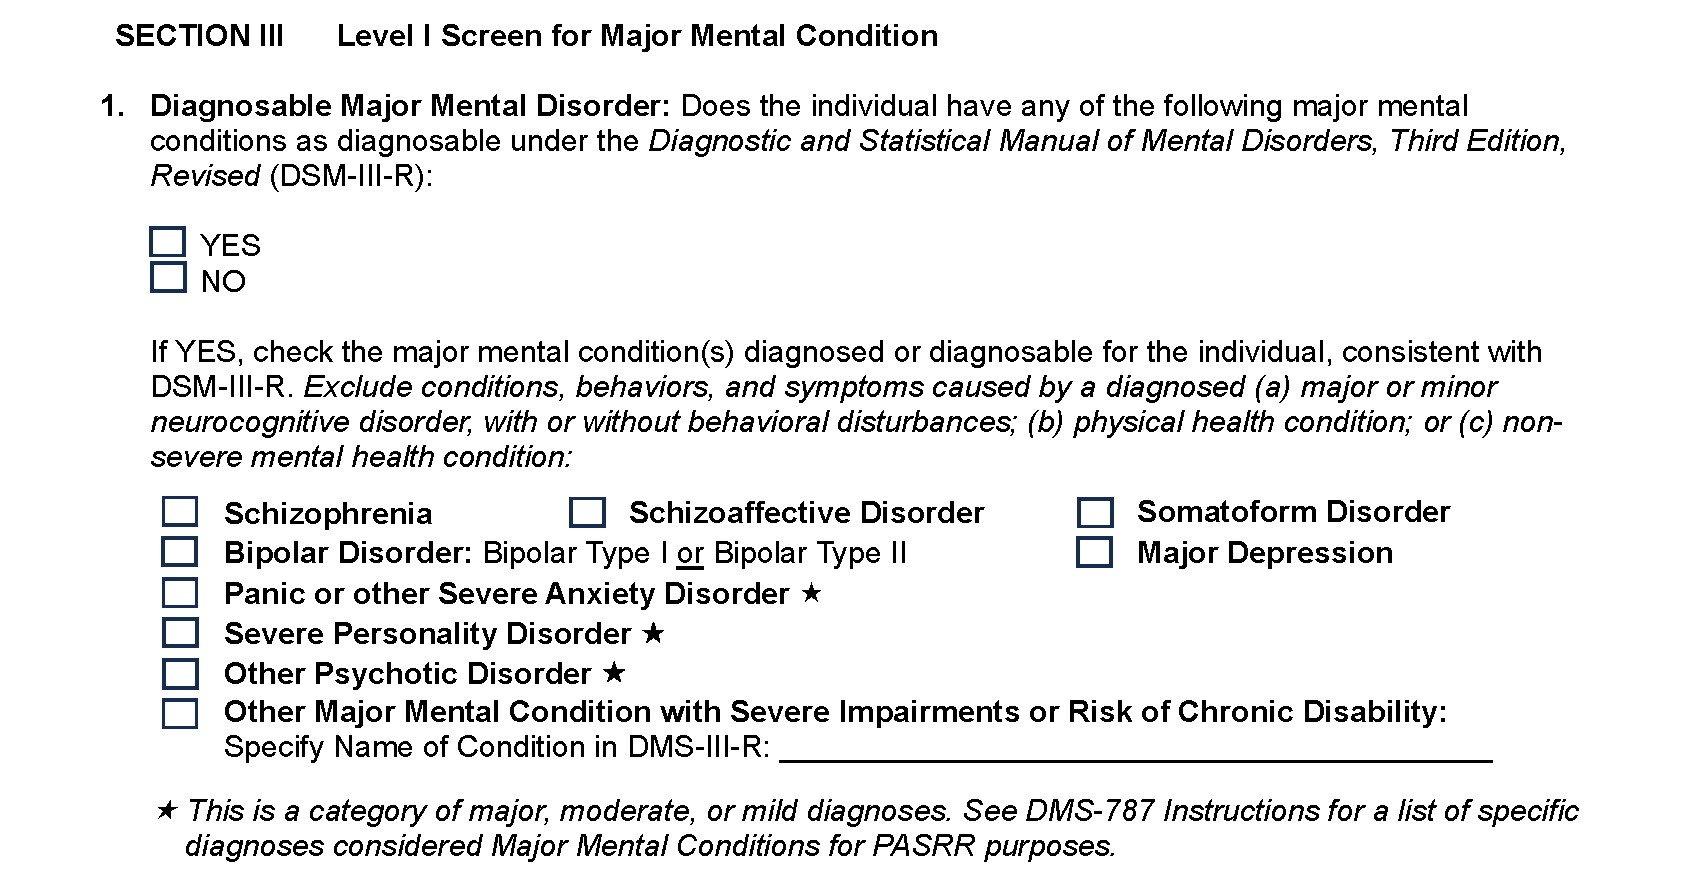 SECTION III Level I Screen for Major Mental Condition
1. Diagnosable Major Mental Disorder: Does the individual have any of the following major mental
conditions as diagnosable under the Diagnostic and Statistical Manual of Mental Disorders, Third Edition,
Revised (DSM-III-R):
YES
NO
If YES, check the major mental condition(s) diagnosed or diagnosable for the individual, consistent with
DSM-III-R. Exclude conditions, behaviors, and symptoms caused by a diagnosed (a) major or minor
neurocognitive disorder, with or without behavioral disturbances; (b) physical health condition; or (c) non-
severe mental health condition:
Schizophrenia Schizoaffective Disorder Somatoform Disorder
Bipolar Disorder: Bipolar Type I or Bipolar Type II Major Depression
Panic or other Severe Anxiety Disorder ★
Severe Personality Disorder ★
Other Psychotic Disorder ★
Other Major Mental Condition with Severe Impairments or Risk of Chronic Disability:
Specify Name of Condition in DMS-III-R:
★ This is a category of major, moderate, or mild diagnoses. See DMS-787 Instructions for a list of specific
diagnoses considered Major Mental Conditions for PASRR purposes.